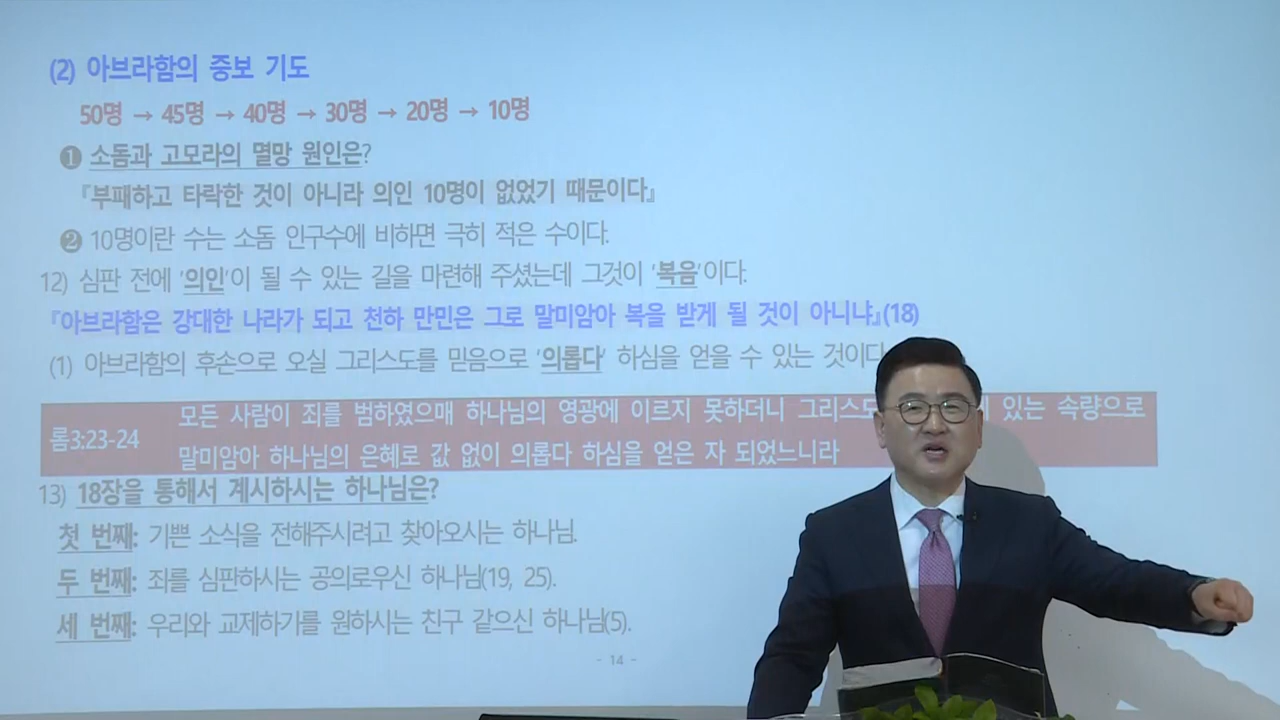 (2) 아브라함의 중보 기도
50명 → 45명 → 40명 → 30명 → 20명 → 10명
❶ 소돔과 고모라의 멸망 원인은?
『부패하고 타락한 것이 아니라 의인 10명이 없었기 때문이다』
❷ 10명이란 수는 소돔 인구수에 비하면 극히 적은 수이다.
12) 심판 전에 '의인'이 될 수 있는 길을 마련해 주셨는데 그것이 '복음'이다.
『아브라함은 강대한 나라가 되고 천하 만민은 그로 말미암아 복을 받게 될 것이 아니냐』(18)
(1) 아브라함의 후손으로 오실 그리스도를 믿음으로 '의롭다' 하심을 얻을 수 있는 것이다
롬3:23-24
모든 사람이 죄를 범하였으매 하나님의 영광에 이르지 못하더니 그리스도 있는 속량으로
말미암아 하나님의 은혜로 값 없이 의롭다 하심을 얻은 자 되었느니라
13) 18장을 통해서 계시하시는 하나님은?
첫 번째: 기쁜 소식을 전해주시려고 찾아오시는 하나님.
두 번째: 죄를 심판하시는 공의로우신 하나님(19, 25).
세 번째: 우리와 교제하기를 원하시는 친구 같으신 하나님(5).
- 14 -